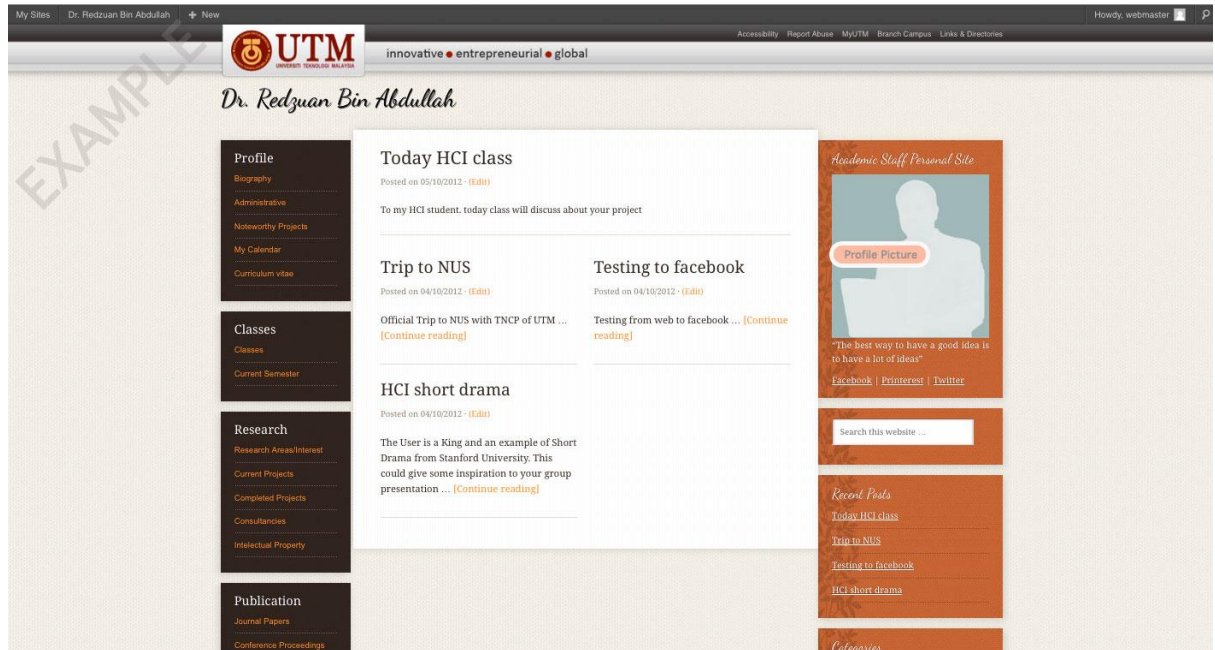 My Sites Dr. Redzuan Bin Abdullah + New Howdy, webmaster
Accessibility Report Abuse MyUTM Branch Campus Links & Directories
EXAMPLE
UTM
UNIVERSITI TEKNOLOGI MALAYSIA
innovative ● entrepreneurial ● global
Dr. Redzuan Bin Abdullah
Profile
Biography
Administrative
Noteworthy Projects
My Calendar
Curriculum vitae
Classes
Classes
Current Semester
Research
Research Areas/Interest
Current Projects
Completed Projects
Consultancies
Intelectual Property
Publication
Journal Papers
Conference Proceedings
Today HCI class
Posted on 05/10/2012 · (Edit)
To my HCI student. today class will discuss about your project
Trip to NUS
Posted on 04/10/2012 · (Edit)
Official Trip to NUS with TNCP of UTM …
[Continue reading]
Testing to facebook
Posted on 04/10/2012 · (Edit)
Testing from web to facebook … [Continue
reading]
HCI short drama
Posted on 04/10/2012 · (Edit)
The User is a King and an example of Short
Drama from Stanford University. This
could give some inspiration to your group
presentation … [Continue reading]
Academic Staff Personal Site
Profile Picture
"The best way to have a good idea is
to have a lot of ideas"
Facebook | Printerest | Twitter
Search this website …
Recent Posts
Today HCI class
Trip to NUS
Testing to facebook
HCI short drama
Categories